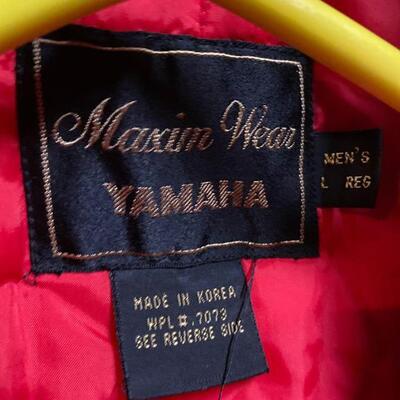 Maxim Wear
YAMAHA
MEN'S
L REG
MADE IN KOREA
WPL #.7073
SEE REVERSE SIDE